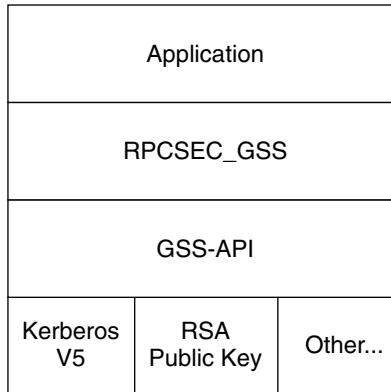 Application
RPCSEC_GSS
GSS-API
Kerberos
V5
RSA
Public Key
Other...